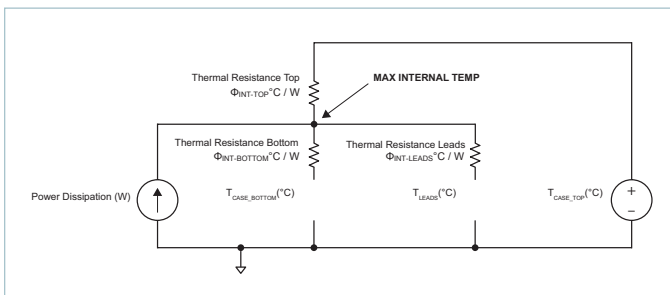 Thermal Resistance Top
MAX INTERNAL TEMP
ΦINT-TOP°C / W
Thermal Resistance Bottom
Thermal Resistance Leads
ΦINT-BOTTOM°C / W
ΦINT-LEADS°C / W
Power Dissipation (W)
TCASE_BOTTOM(°C)
TLEADS(°C)
TCASE_TOP(°C)
+
–